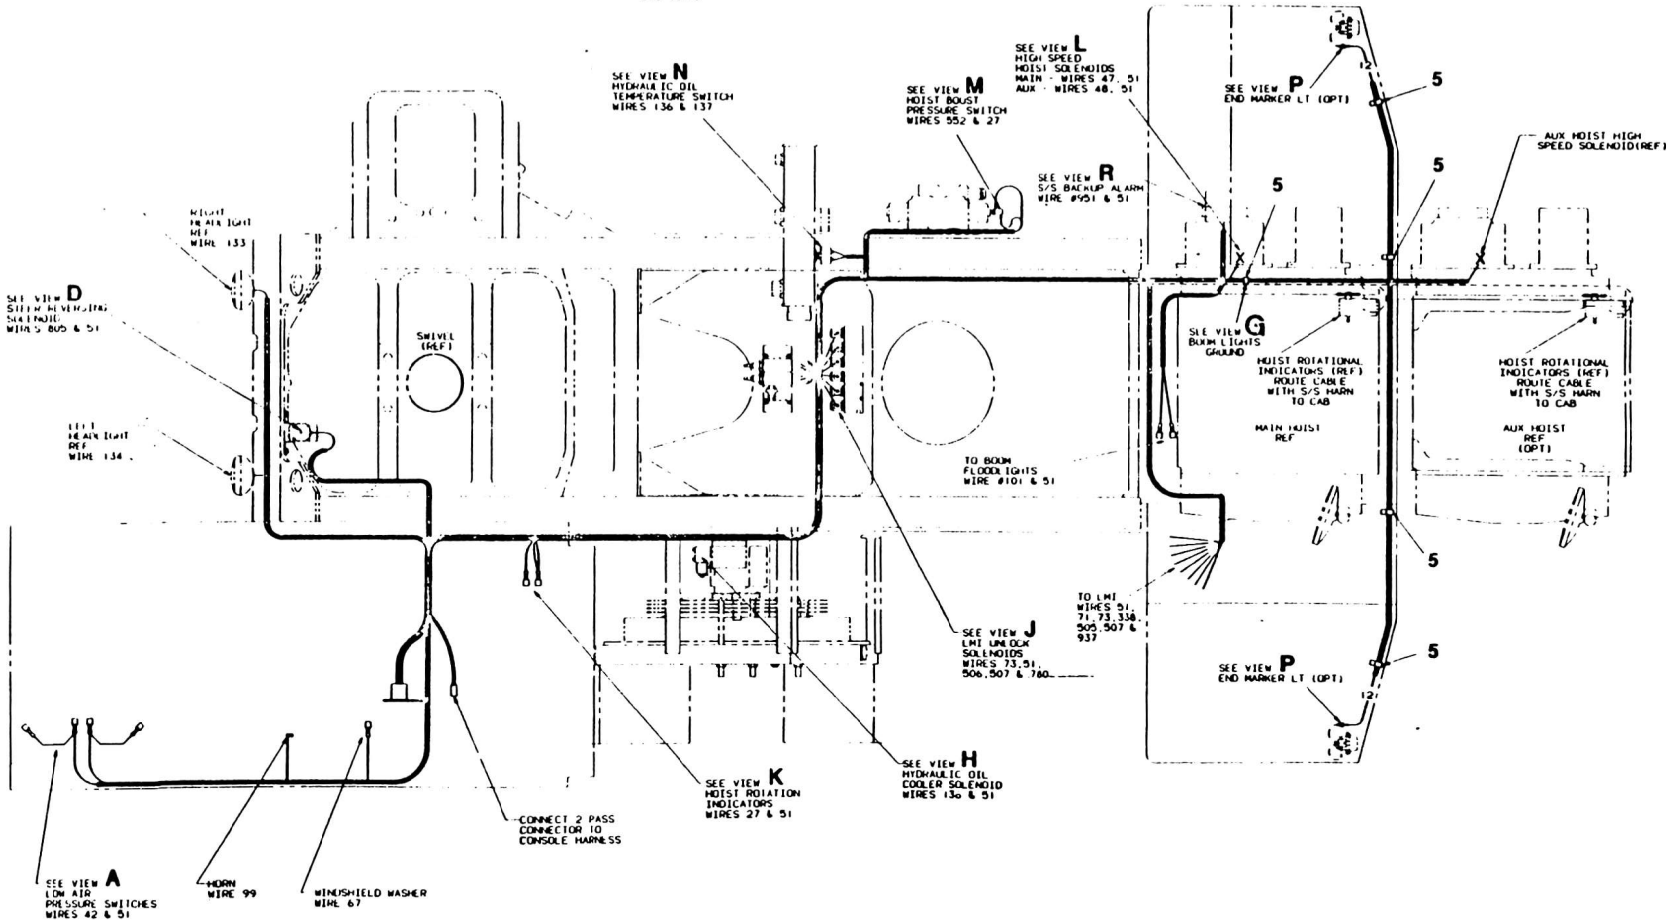 SEE VIEW N
HYDRAULIC OIL
TEMPERATURE SWITCH
WIRES 136 & 137
SEE VIEW M
HOIST BOOST
PRESSURE SWITCH
WIRES 552 & 27
SEE VIEW L
HIGH SPEED
HOIST SOLENOIDS
MAIN - WIRES 47, 51
AUX - WIRES 48, 51
SEE VIEW P
END MARKER LT (OPT)
12
5
AUX HOIST HIGH
SPEED SOLENOID(REF)
5
SEE VIEW R
S/S BACKUP ALARM
WIRE #951 & 51
5
5
RIGHT
HEADLIGHT
REF
WIRE 133
SEE VIEW D
STEER REVERSING
SOLENOID
WIRES 805 & 51
SWIVEL
(REF)
SEE VIEW G
BOOM LIGHTS
GROUND
HOIST ROTATIONAL
INDICATORS (REF)
ROUTE CABLE
WITH S/S HARN
TO CAB
HOIST ROTATIONAL
INDICATORS (REF)
ROUTE CABLE
WITH S/S HARN
TO CAB
LEFT
HEADLIGHT
REF
WIRE 134
MAIN HOIST
REF
AUX HOIST
REF
(OPT)
TO BOOM
FLOODLIGHTS
WIRE #101 & 51
5
TO LMI
WIRES 51,
71,73,338,
505,507 &
937
SEE VIEW J
LMI UNLOCK
SOLENOIDS
WIRES 73,51,
506,507 & 780
5
SEE VIEW P
END MARKER LT (OPT)
12
SEE VIEW K
HOIST ROTATION
INDICATORS
WIRES 27 & 51
SEE VIEW H
HYDRAULIC OIL
COOLER SOLENOID
WIRES & 51
CONNECT 2 PASS
CONNECTOR TO
CONSOLE HARNESS
SEE VIEW A
LOW AIR
PRESSURE SWITCHES
WIRES 42 & 51
HORN
WIRE 99
WINDSHIELD WASHER
WIRE 67